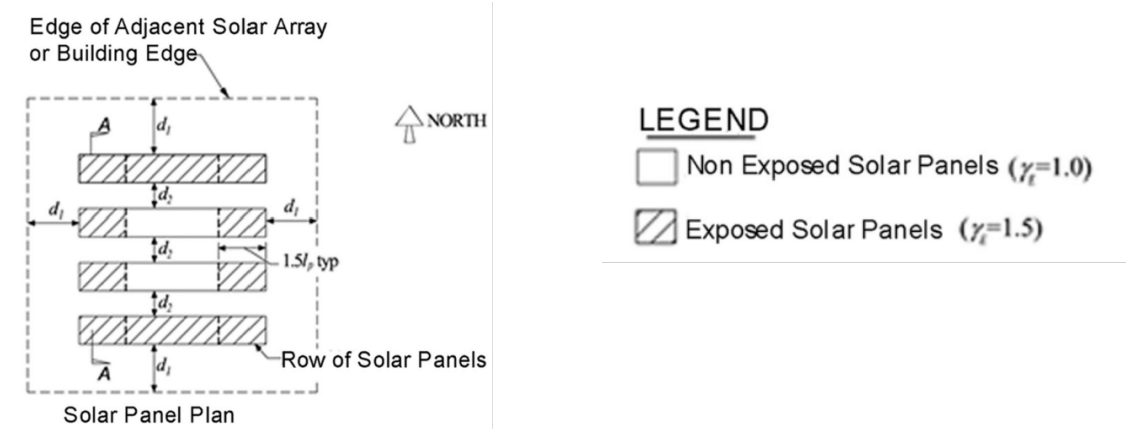 Edge of Adjacent Solar Array
or Building Edge
A
d₁
NORTH
d₂
d₁
d₁
d₂
1.5lₚ typ
d₂
Row of Solar Panels
A
d₁
Solar Panel Plan
LEGEND
Non Exposed Solar Panels (γE=1.0)
Exposed Solar Panels (γE=1.5)